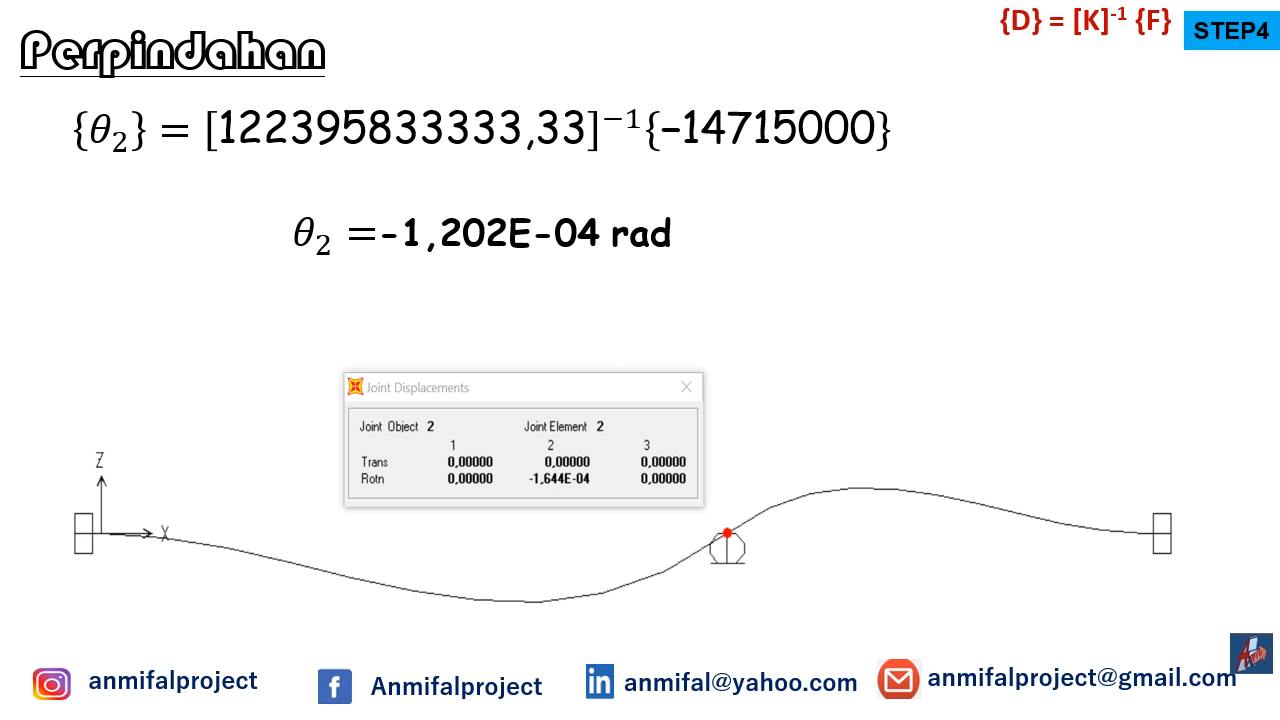 {D} = [K]⁻¹ {F}
STEP4
Perpindahan
{θ₂} = [122395833333,33]⁻¹{−14715000}
θ₂ =-1,202E-04 rad
Joint Displacements
Joint Object 2 Joint Element 2
1 2 3
Trans 0,00000 0,00000 0,00000
Rotn 0,00000 -1,644E-04 0,00000
Z
X
anmifalproject
Anmifalproject
anmifal@yahoo.com
anmifalproject@gmail.com